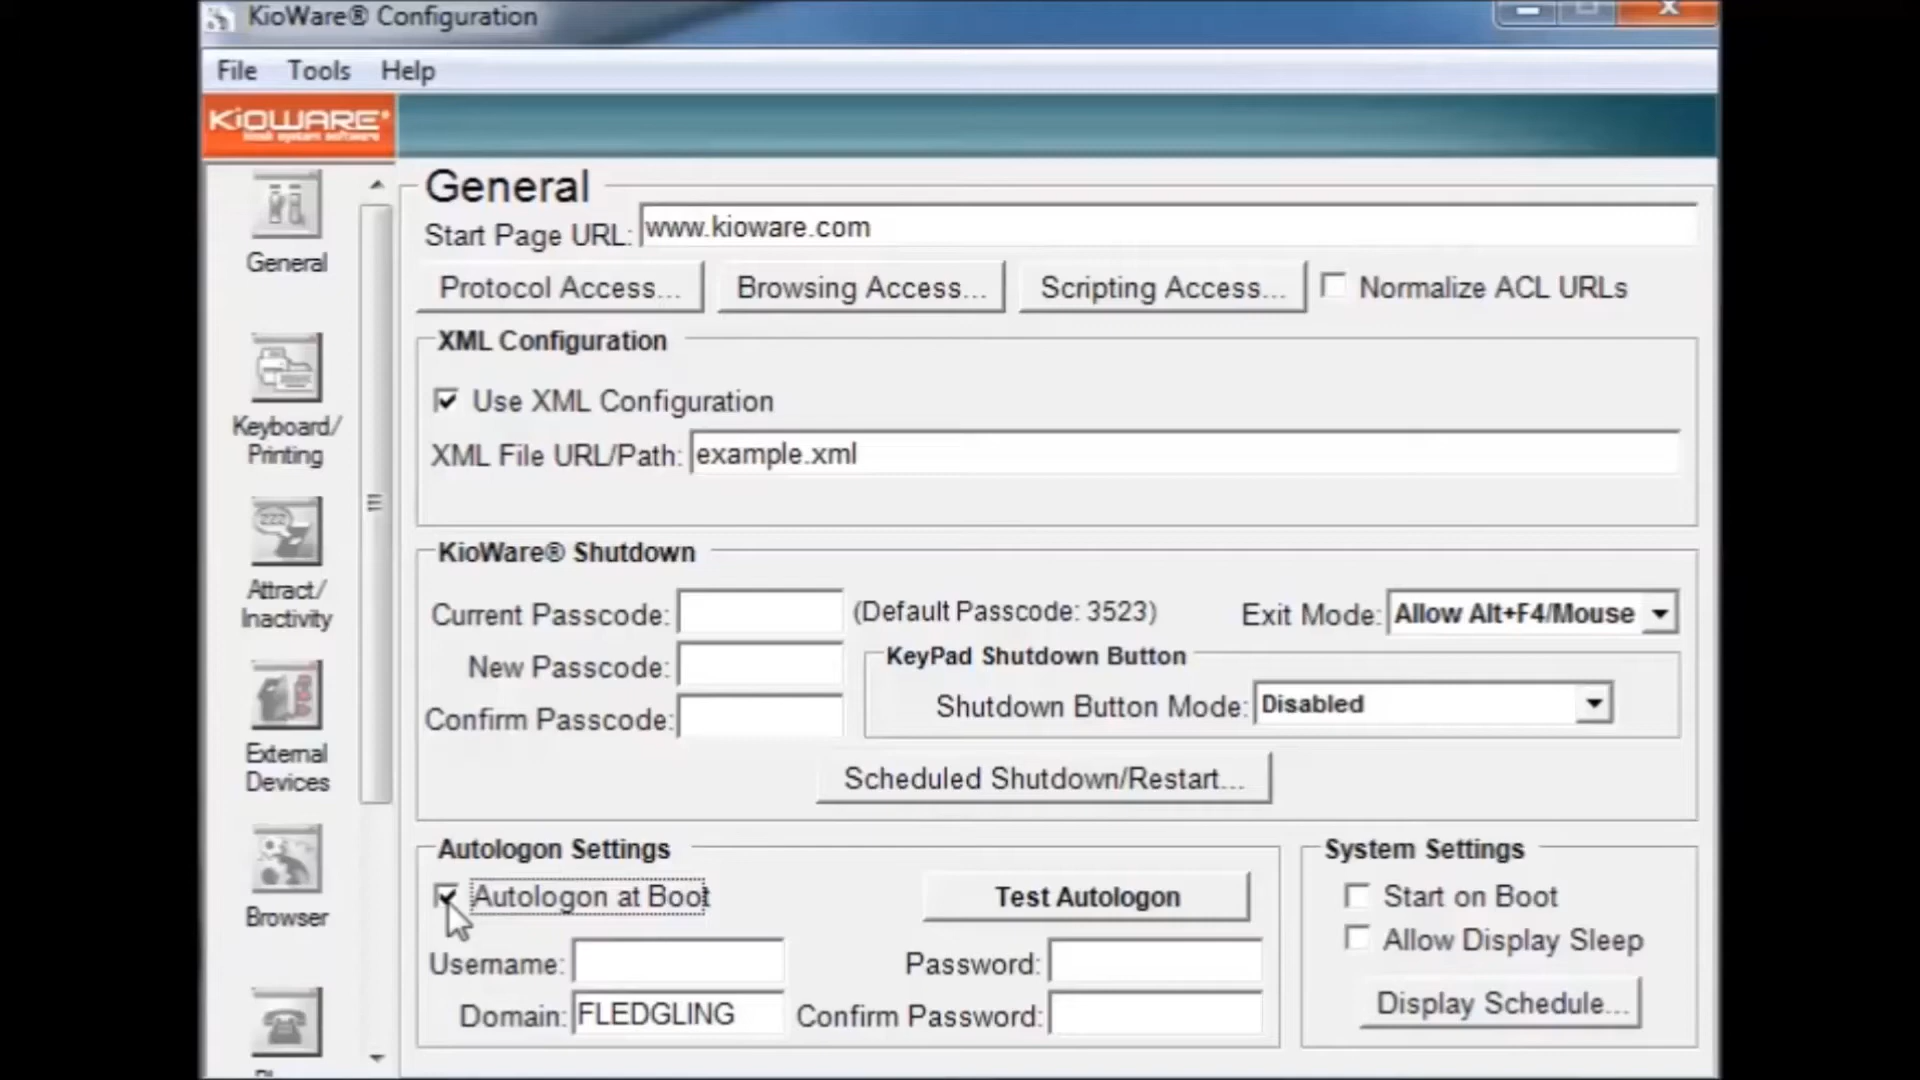 KioWare® Configuration
File Tools Help
KiOWARE®
kiosk system software
General
Keyboard/
Printing
Attract/
Inactivity
External
Devices
Browser
General
Start Page URL: www.kioware.com
Protocol Access... Browsing Access... Scripting Access... Normalize ACL URLs
XML Configuration
Use XML Configuration
XML File URL/Path: example.xml
KioWare® Shutdown
Current Passcode: (Default Passcode: 3523) Exit Mode: Allow Alt+F4/Mouse
New Passcode: KeyPad Shutdown Button
Confirm Passcode: Shutdown Button Mode: Disabled
Scheduled Shutdown/Restart...
Autologon Settings
Autologon at Boot Test Autologon
Username: Password:
Domain: FLEDGLING Confirm Password:
System Settings
Start on Boot
Allow Display Sleep
Display Schedule...